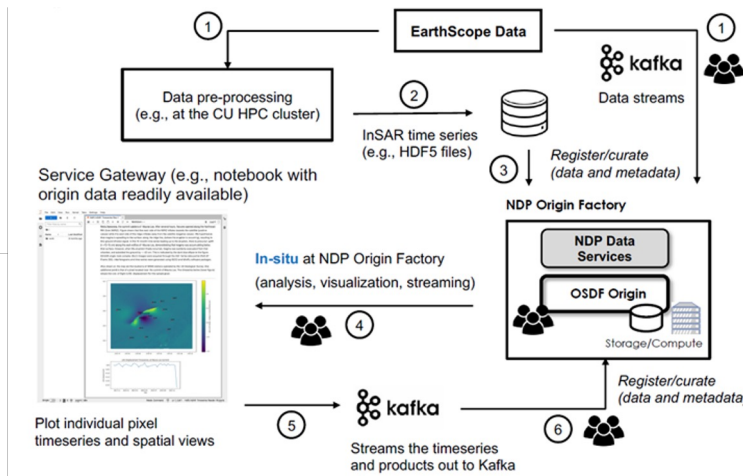 1
EarthScope Data
1
kafka
Data streams
Data pre-processing
(e.g., at the CU HPC cluster)
2
InSAR time series
(e.g., HDF5 files)
3
Register/curate
(data and metadata)
Service Gateway (e.g., notebook with
origin data readily available)
NDP Origin Factory
NDP Data
Services
OSDF Origin
Storage/Compute
In-situ at NDP Origin Factory
(analysis, visualization, streaming)
4
Register/curate
(data and metadata)
Plot individual pixel
timeseries and spatial views
5
kafka
6
Streams the timeseries
and products out to Kafka